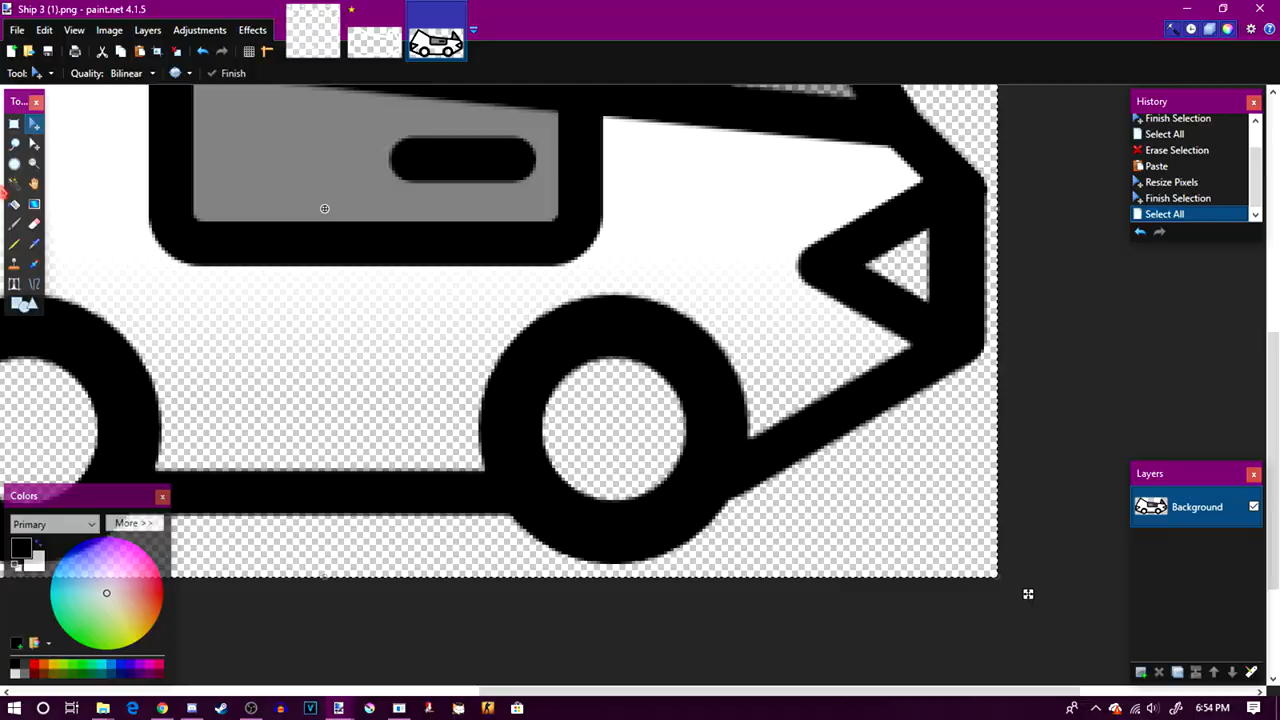 Ship 3 (1).png - paint.net 4.1.5
File Edit View Image Layers Adjustments Effects
Tool: Quality: Bilinear Finish
To...
History
Finish Selection
Select All
Erase Selection
Paste
Resize Pixels
Finish Selection
Select All
Colors
Primary
More >>
Layers
Background
6:54 PM